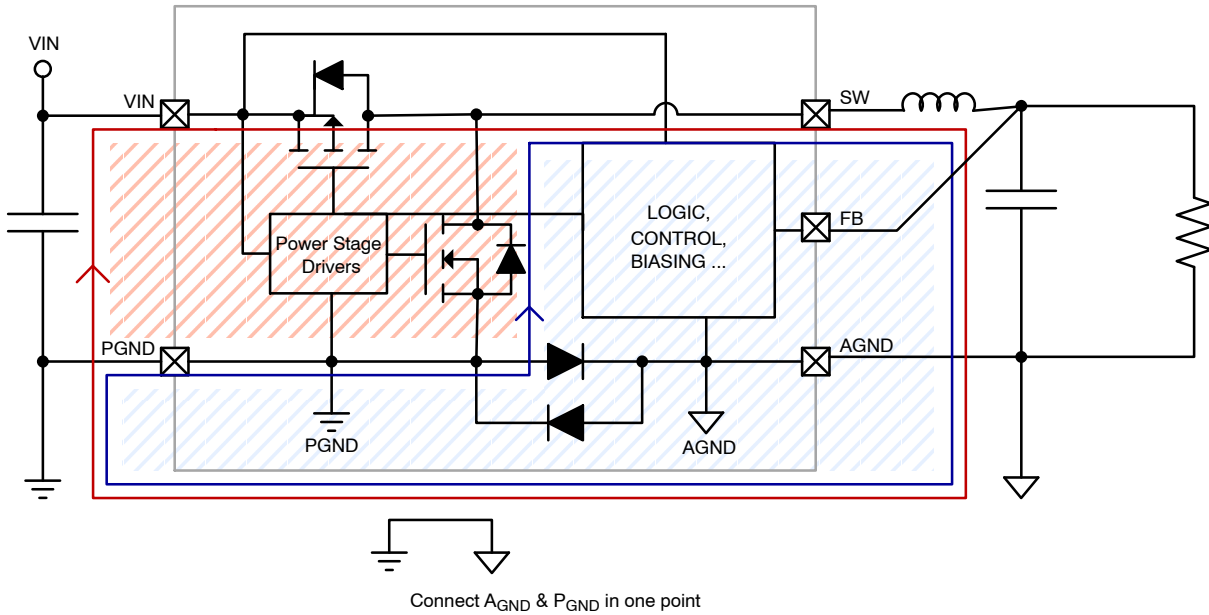 VIN
VIN
SW
LOGIC,
CONTROL,
BIASING ...
FB
Power Stage
Drivers
PGND
AGND
PGND
AGND
Connect AGND & PGND in one point